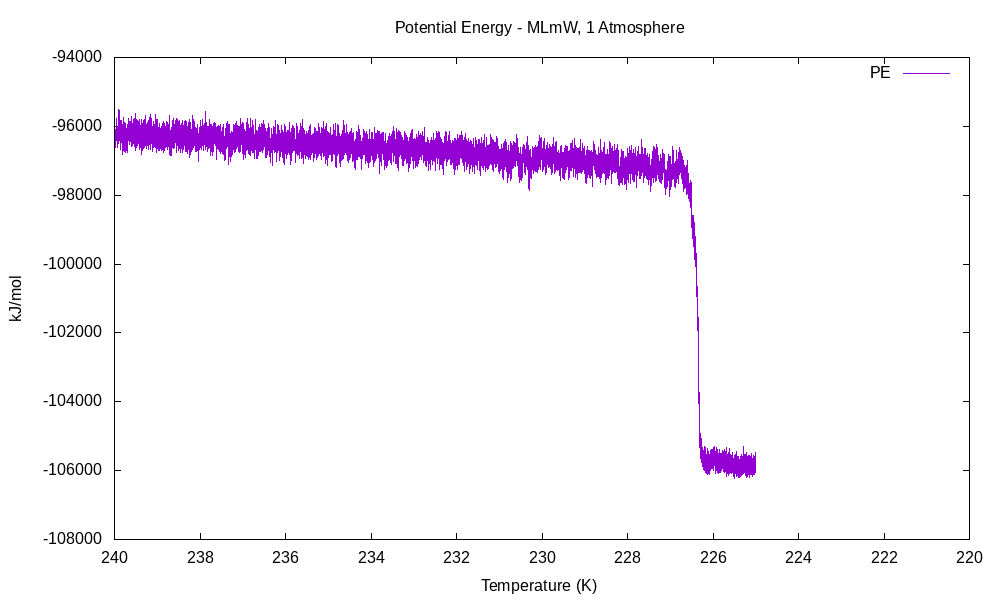 Potential Energy - MLmW, 1 Atmosphere
PE
-94000
-96000
-98000
-100000
-102000
-104000
-106000
-108000
kJ/mol
240 238 236 234 232 230 228 226 224 222 220
Temperature (K)